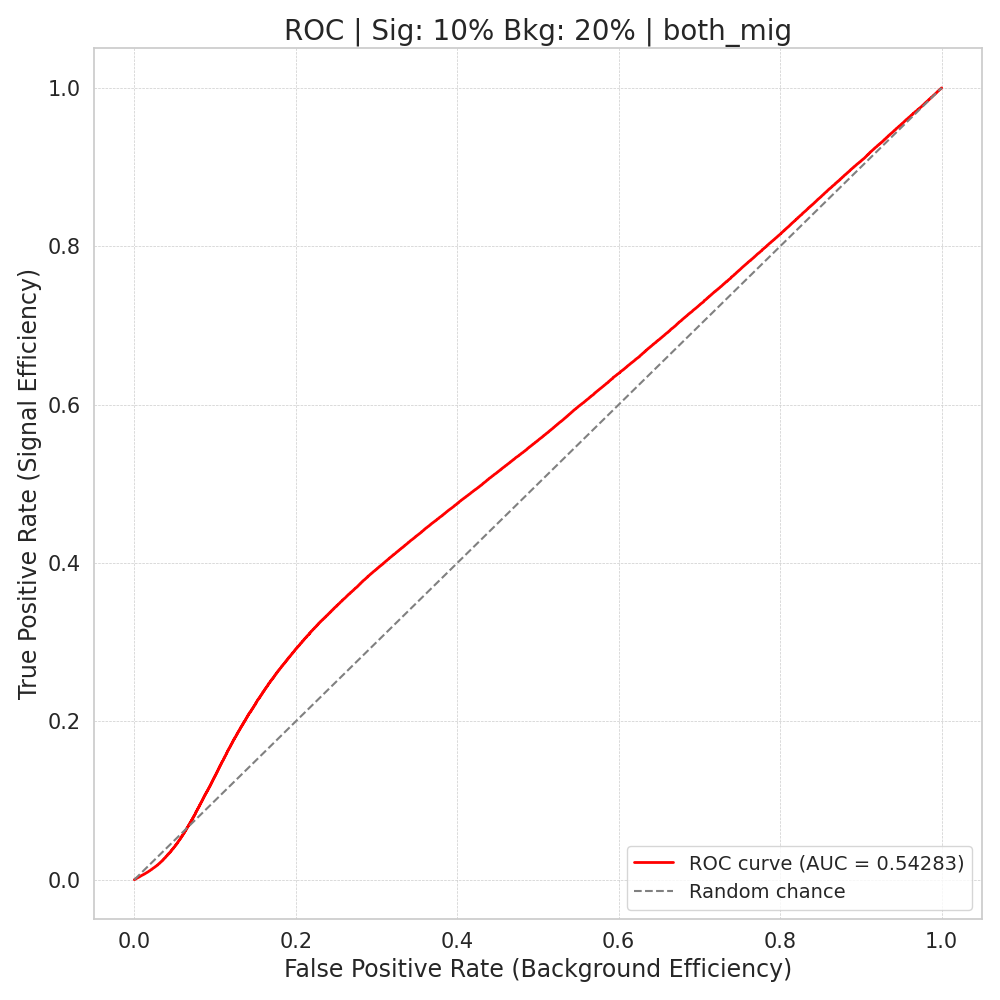 ROC | Sig: 10% Bkg: 20% | both_mig
1.0
0.8
0.6
0.4
0.2
0.0
True Positive Rate (Signal Efficiency)
ROC curve (AUC = 0.54283)
Random chance
0.0 0.2 0.4 0.6 0.8 1.0
False Positive Rate (Background Efficiency)